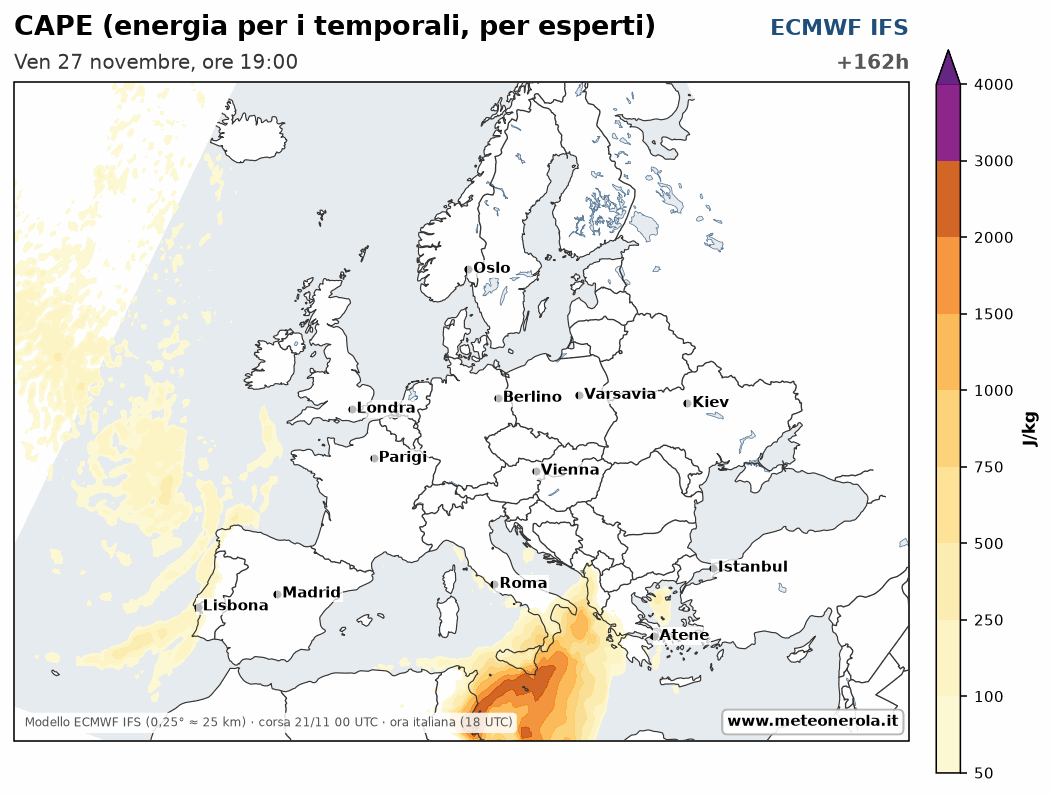 CAPE (energia per i temporali, per esperti)
ECMWF IFS
Ven 27 novembre, ore 19:00
+162h
4000
3000
2000
1500
1000
750
500
250
100
50
J/kg
Oslo
Londra
Berlino
Varsavia
Kiev
Parigi
Vienna
Istanbul
Roma
Madrid
Lisbona
Atene
Modello ECMWF IFS (0,25° ≈ 25 km) · corsa 21/11 00 UTC · ora italiana (18 UTC)
www.meteonerola.it